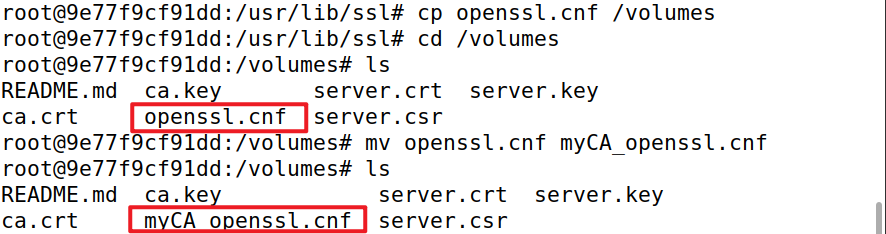 root@9e77f9cf91dd:/usr/lib/ssl# cp openssl.cnf /volumes
root@9e77f9cf91dd:/usr/lib/ssl# cd /volumes
root@9e77f9cf91dd:/volumes# ls
README.md  ca.key       server.crt  server.key
ca.crt     openssl.cnf  server.csr
root@9e77f9cf91dd:/volumes# mv openssl.cnf myCA_openssl.cnf
root@9e77f9cf91dd:/volumes# ls
README.md  ca.key            server.crt  server.key
ca.crt     myCA_openssl.cnf  server.csr